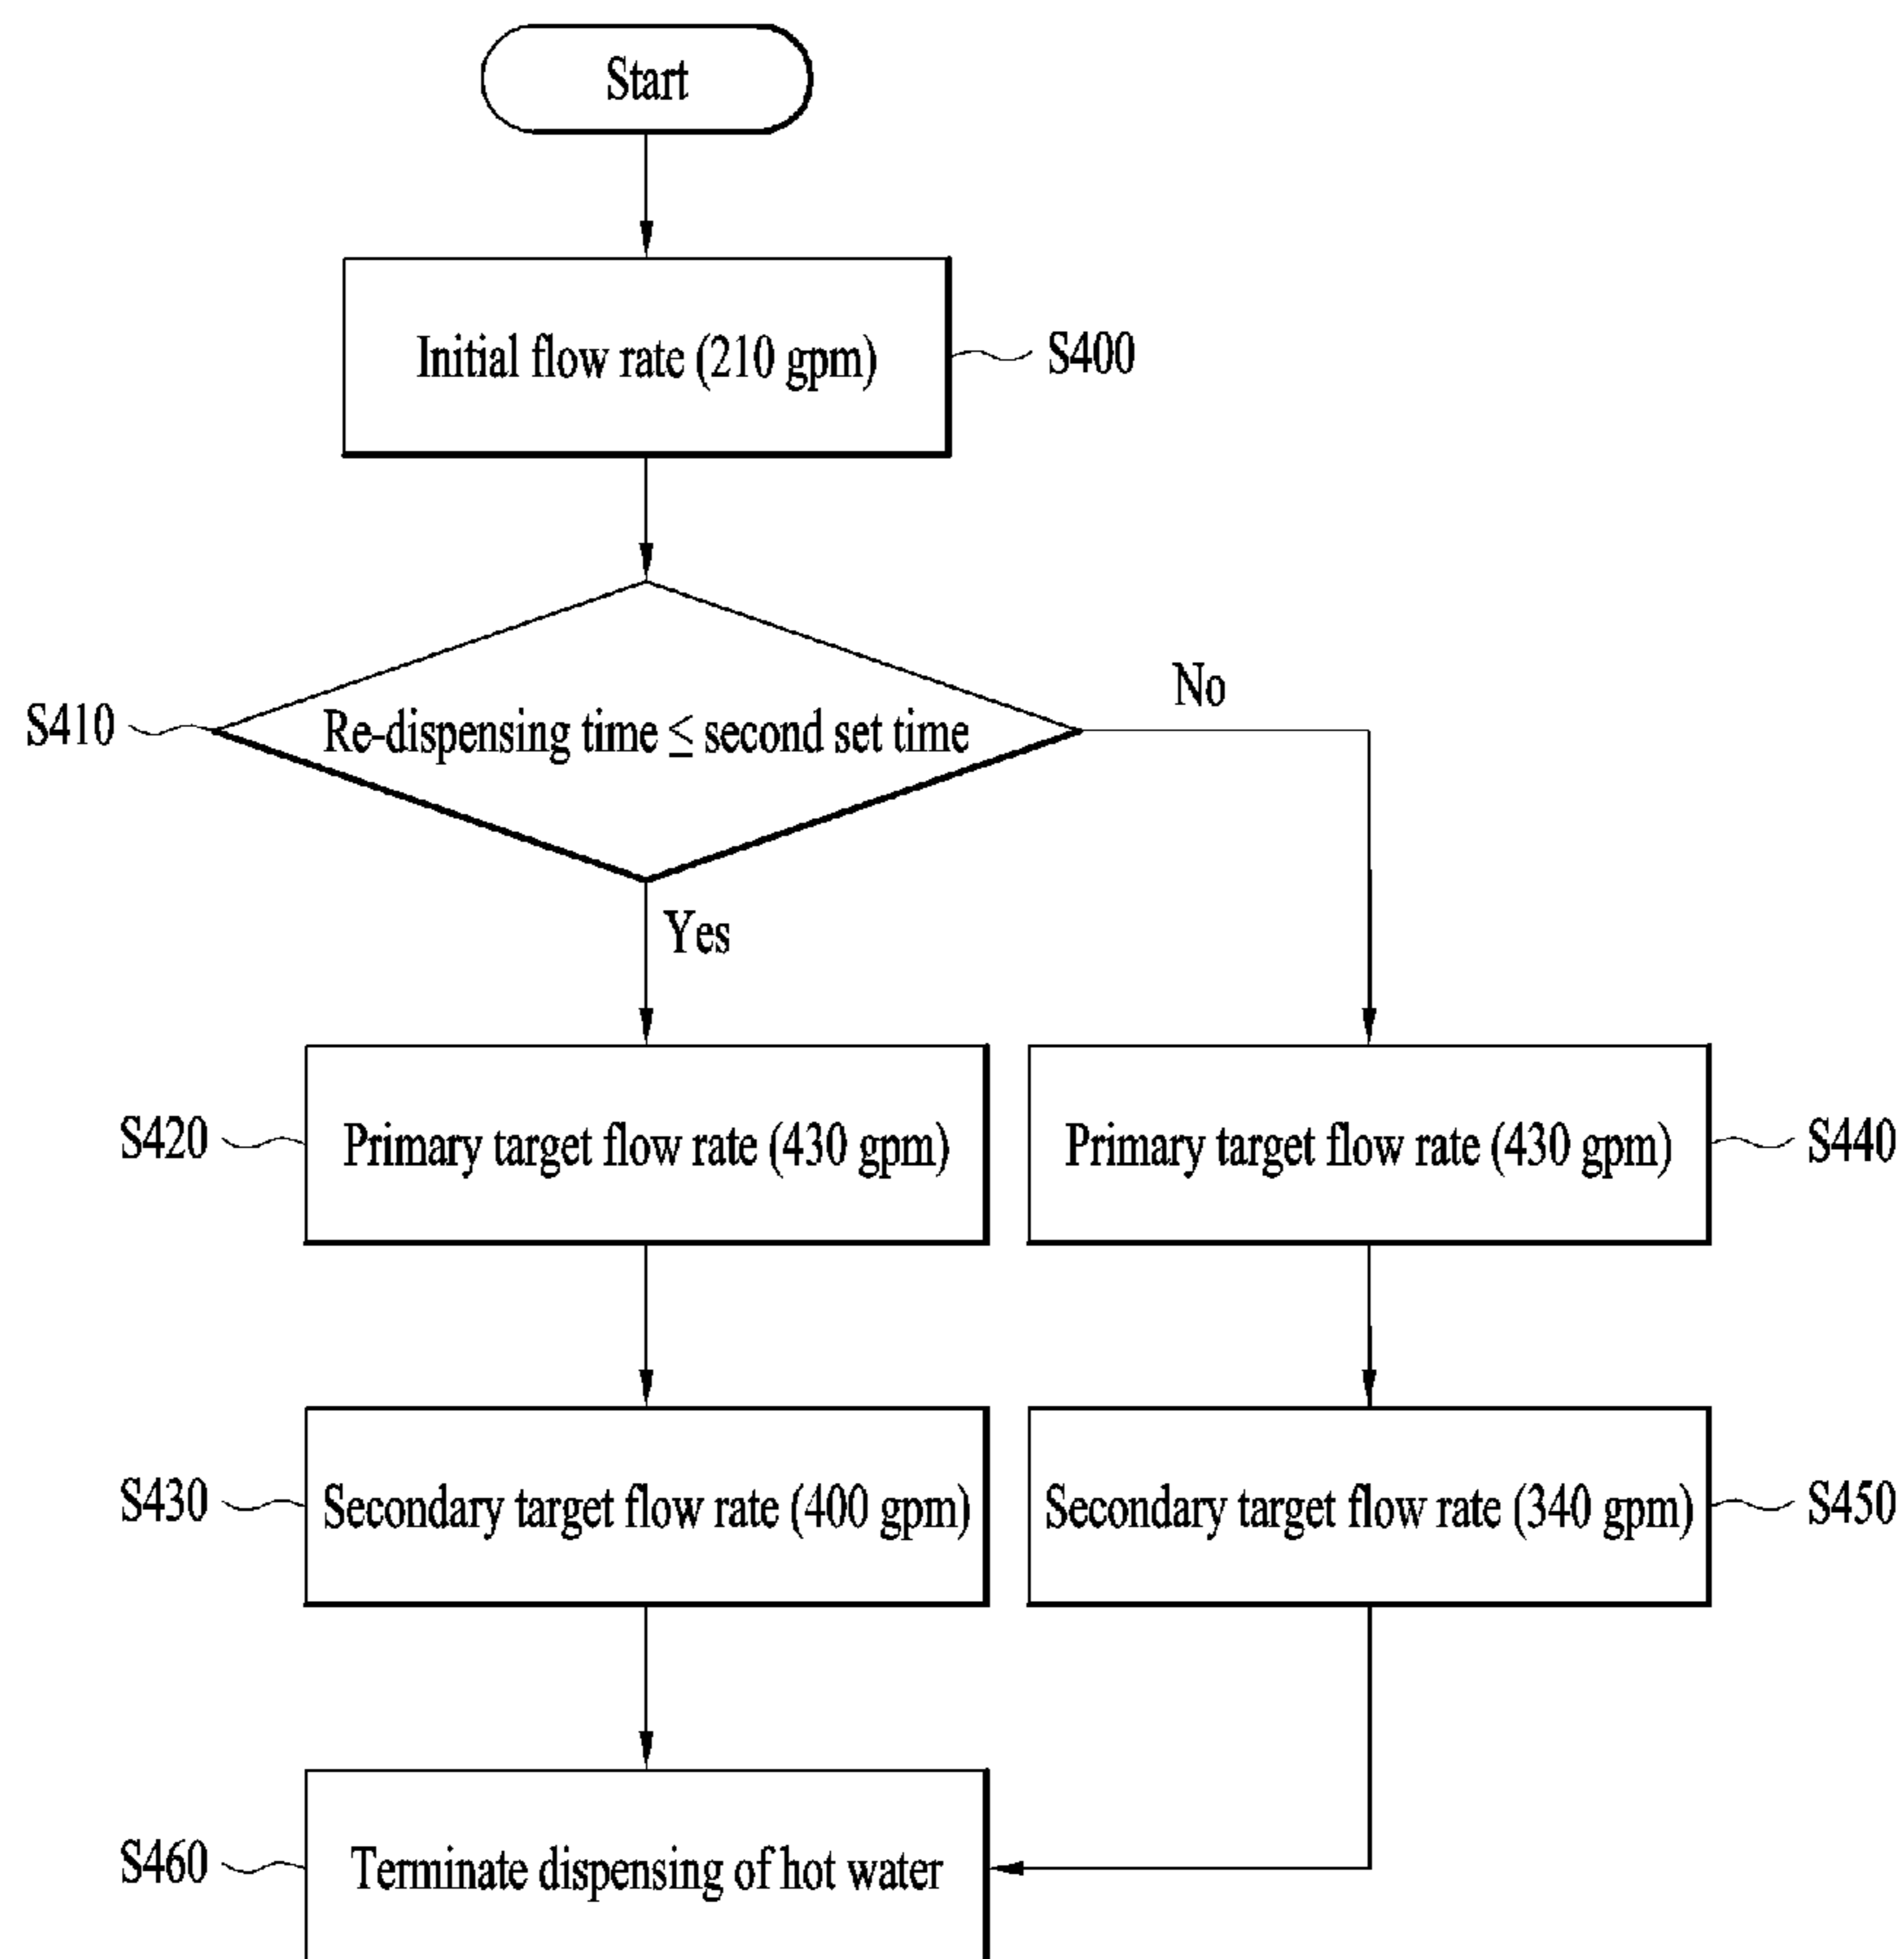 Start
Initial flow rate (210 gpm)
S400
S410
Re-dispensing time ≤ second set time
No
Yes
S420
Primary target flow rate (430 gpm)
Primary target flow rate (430 gpm)
S440
S430
Secondary target flow rate (400 gpm)
Secondary target flow rate (340 gpm)
S450
S460
Terminate dispensing of hot water